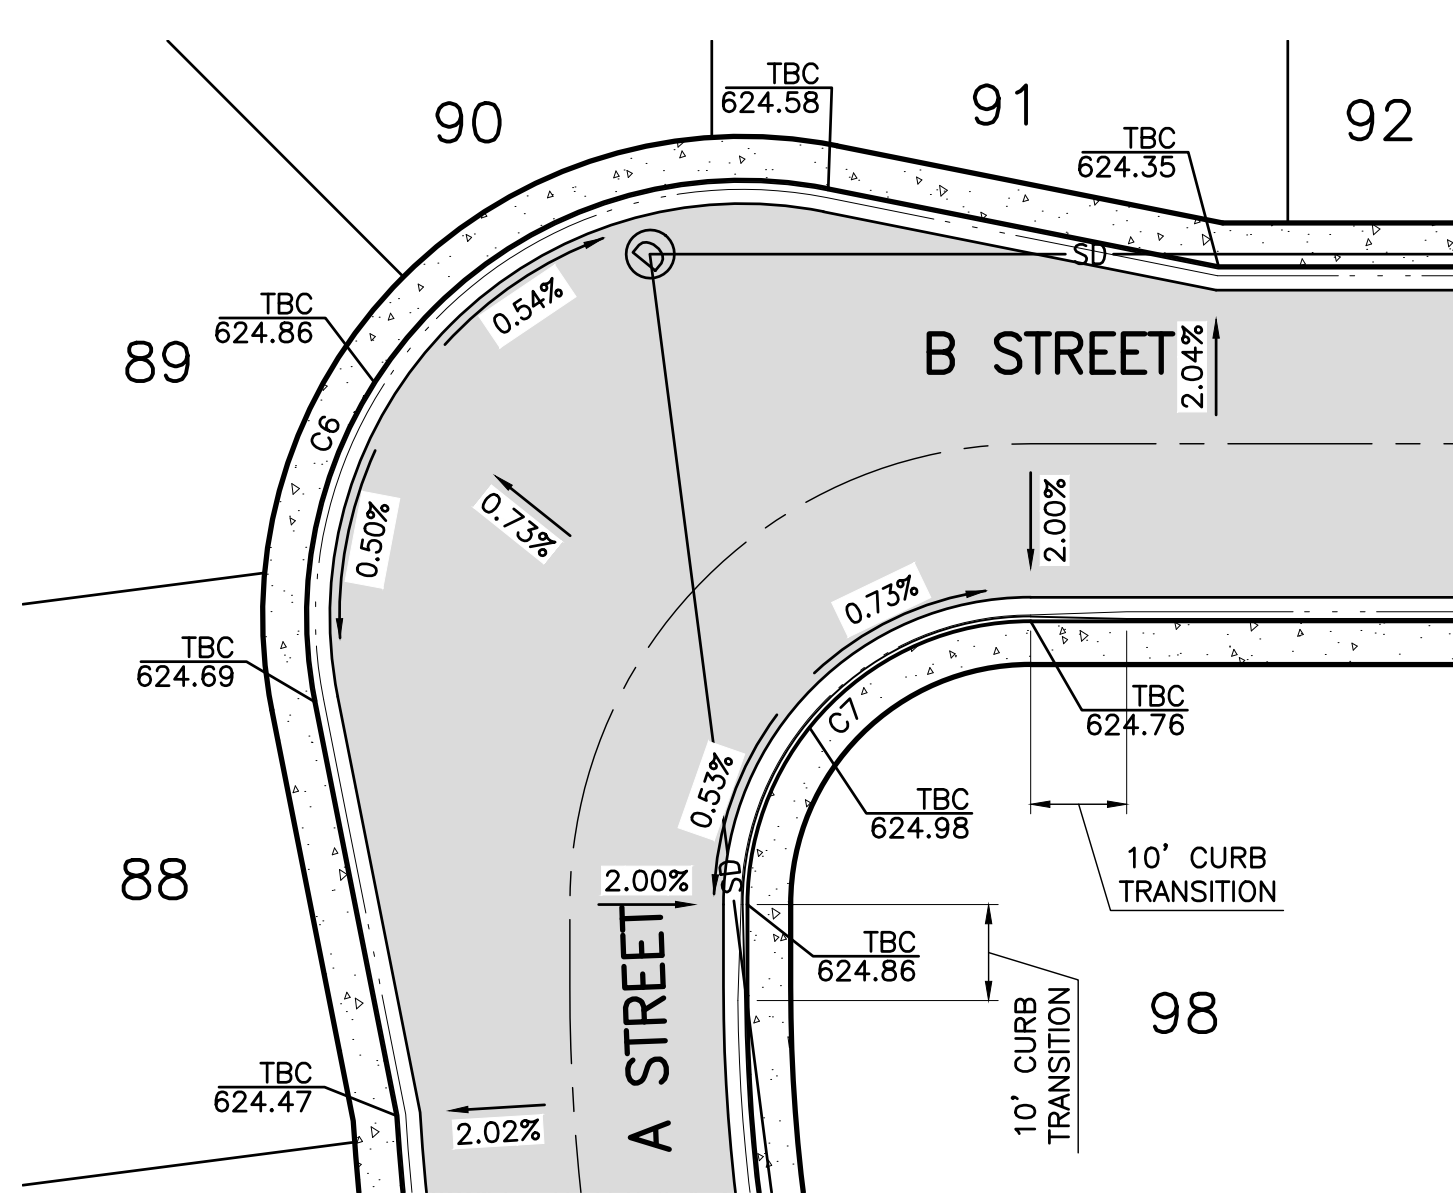 90
TBC
624.58
91
92
TBC
624.35
SD
TBC
624.86
89
0.54%
B STREET
2.04%
C6
0.50%
0.73%
2.00%
0.73%
TBC
624.69
C7
TBC
624.76
0.53%
TBC
624.98
10' CURB
TRANSITION
88
2.00%
SD
TBC
624.86
A STREET
98
10' CURB
TRANSITION
TBC
624.47
2.02%